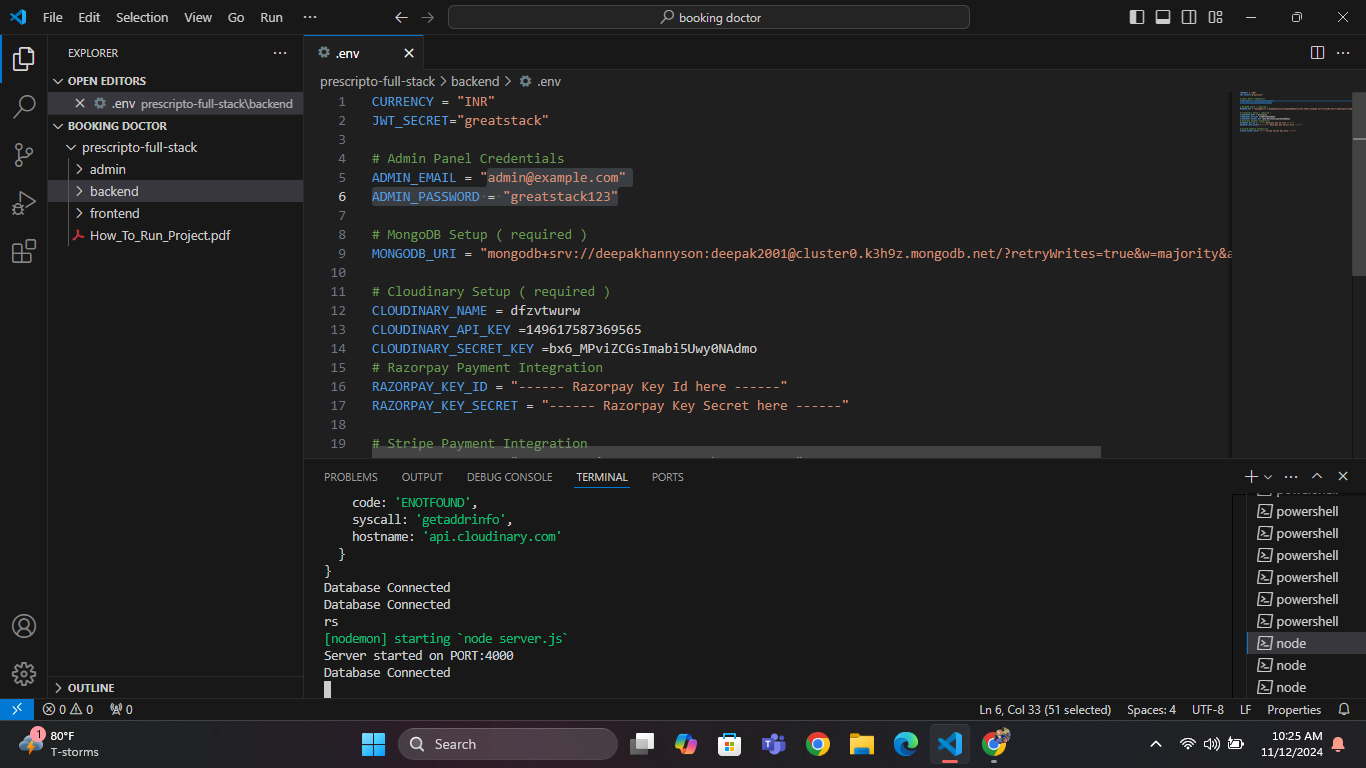 File Edit Selection View Go Run ··· booking doctor
EXPLORER ···
OPEN EDITORS
.env prescripto-full-stack\backend
BOOKING DOCTOR
prescripto-full-stack
admin
backend
frontend
How_To_Run_Project.pdf
OUTLINE
.env
prescripto-full-stack > backend > .env
1 CURRENCY = "INR"
2 JWT_SECRET="greatstack"
3
4 # Admin Panel Credentials
5 ADMIN_EMAIL = "admin@example.com"
6 ADMIN_PASSWORD = "greatstack123"
7
8 # MongoDB Setup ( required )
9 MONGODB_URI = "mongodb+srv://deepakhannyson:deepak2001@cluster0.k3h9z.mongodb.net/?retryWrites=true&w=majority&a
10
11 # Cloudinary Setup ( required )
12 CLOUDINARY_NAME = dfzvtwurw
13 CLOUDINARY_API_KEY =149617587369565
14 CLOUDINARY_SECRET_KEY =bx6_MPviZCGsImabi5Uwy0NAdmo
15 # Razorpay Payment Integration
16 RAZORPAY_KEY_ID = "------ Razorpay Key Id here ------"
17 RAZORPAY_KEY_SECRET = "------ Razorpay Key Secret here ------"
18
19 # Stripe Payment Integration
PROBLEMS OUTPUT DEBUG CONSOLE TERMINAL PORTS
code: 'ENOTFOUND',
syscall: 'getaddrinfo',
hostname: 'api.cloudinary.com'
}
}
Database Connected
Database Connected
rs
[nodemon] starting `node server.js`
Server started on PORT:4000
Database Connected
powershell
powershell
powershell
powershell
powershell
powershell
powershell
node
node
node
0 0 0
Ln 6, Col 33 (51 selected) Spaces: 4 UTF-8 LF Properties
1
80°F
T-storms
Search
10:25 AM
11/12/2024